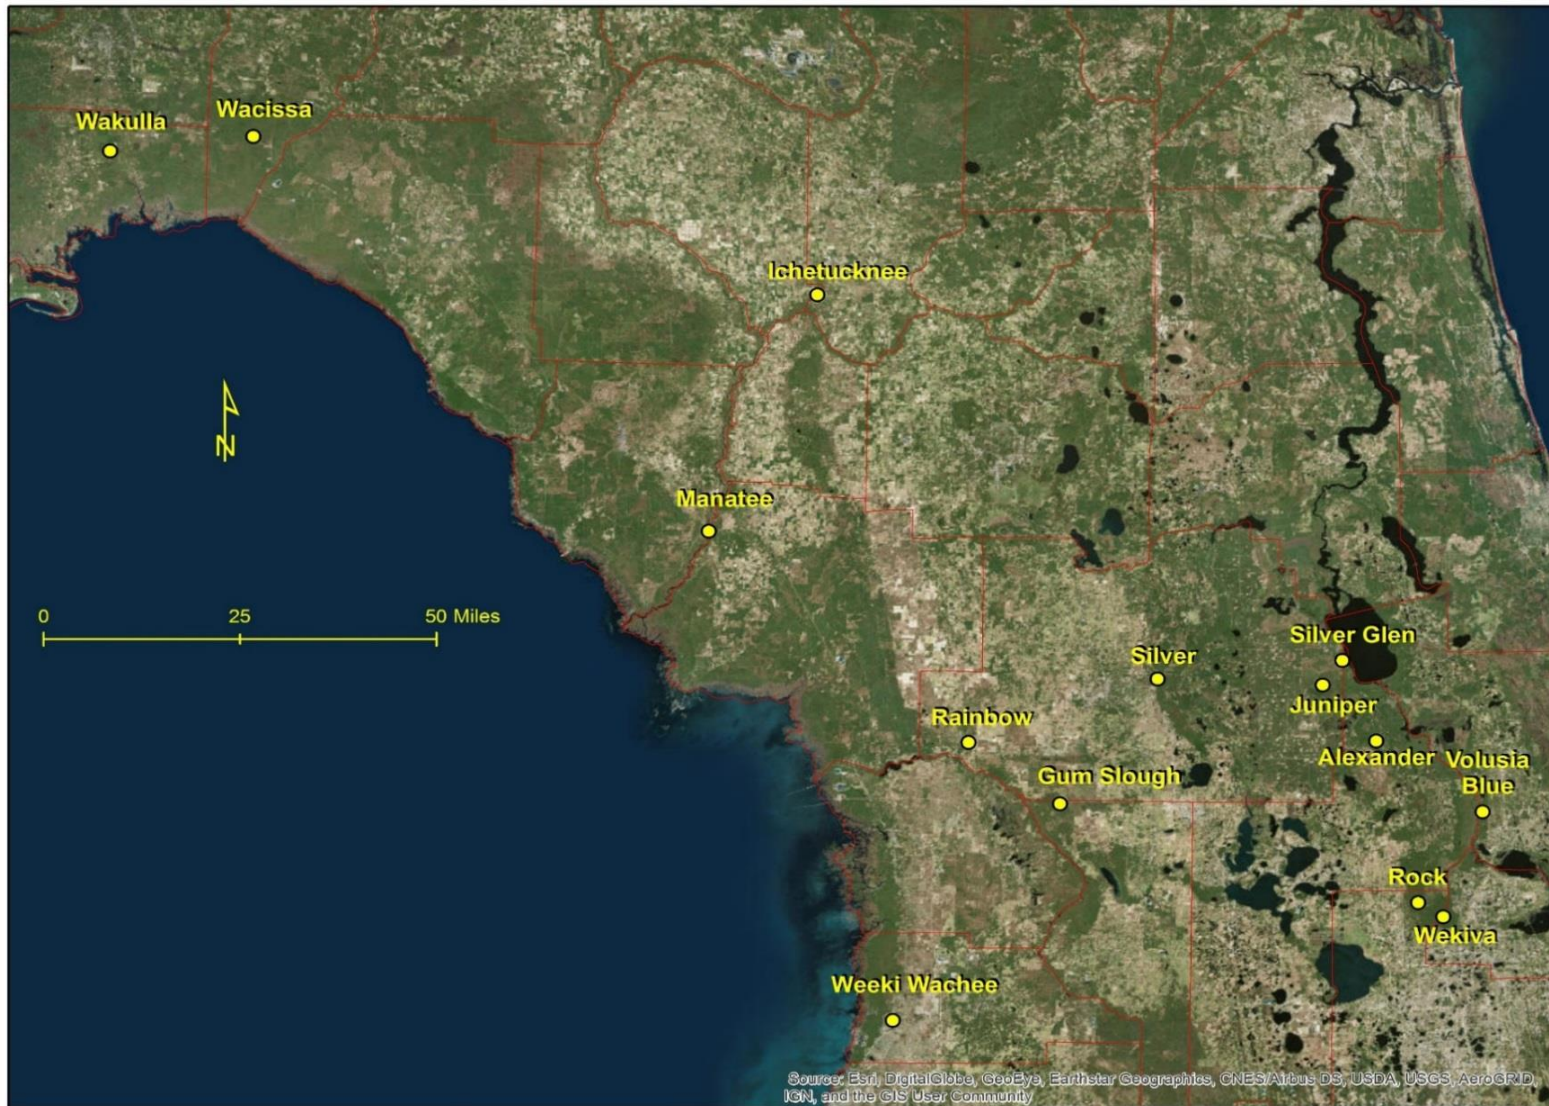 Wakulla
Wacissa
Ichetucknee
N
Manatee
0 25 50 Miles
Silver Glen
Silver
Juniper
Rainbow
Alexander
Volusia
Blue
Gum Slough
Rock
Wekiva
Weeki Wachee
Source: Esri, DigitalGlobe, GeoEye, Earthstar Geographics, CNES/Airbus DS, USDA, USGS, AeroGRID,
IGN, and the GIS User Community